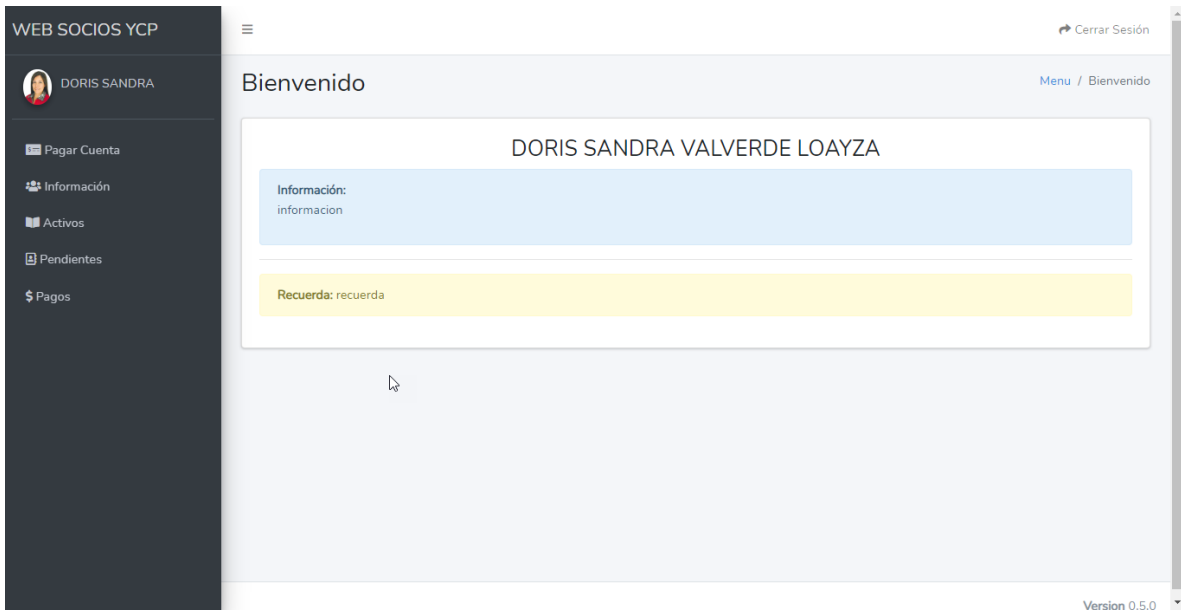 WEB SOCIOS YCP
Cerrar Sesión
DORIS SANDRA
Bienvenido
Menu / Bienvenido
Pagar Cuenta
Información
Activos
Pendientes
$ Pagos
DORIS SANDRA VALVERDE LOAYZA
Información:
informacion
Recuerda: recuerda
Version 0.5.0